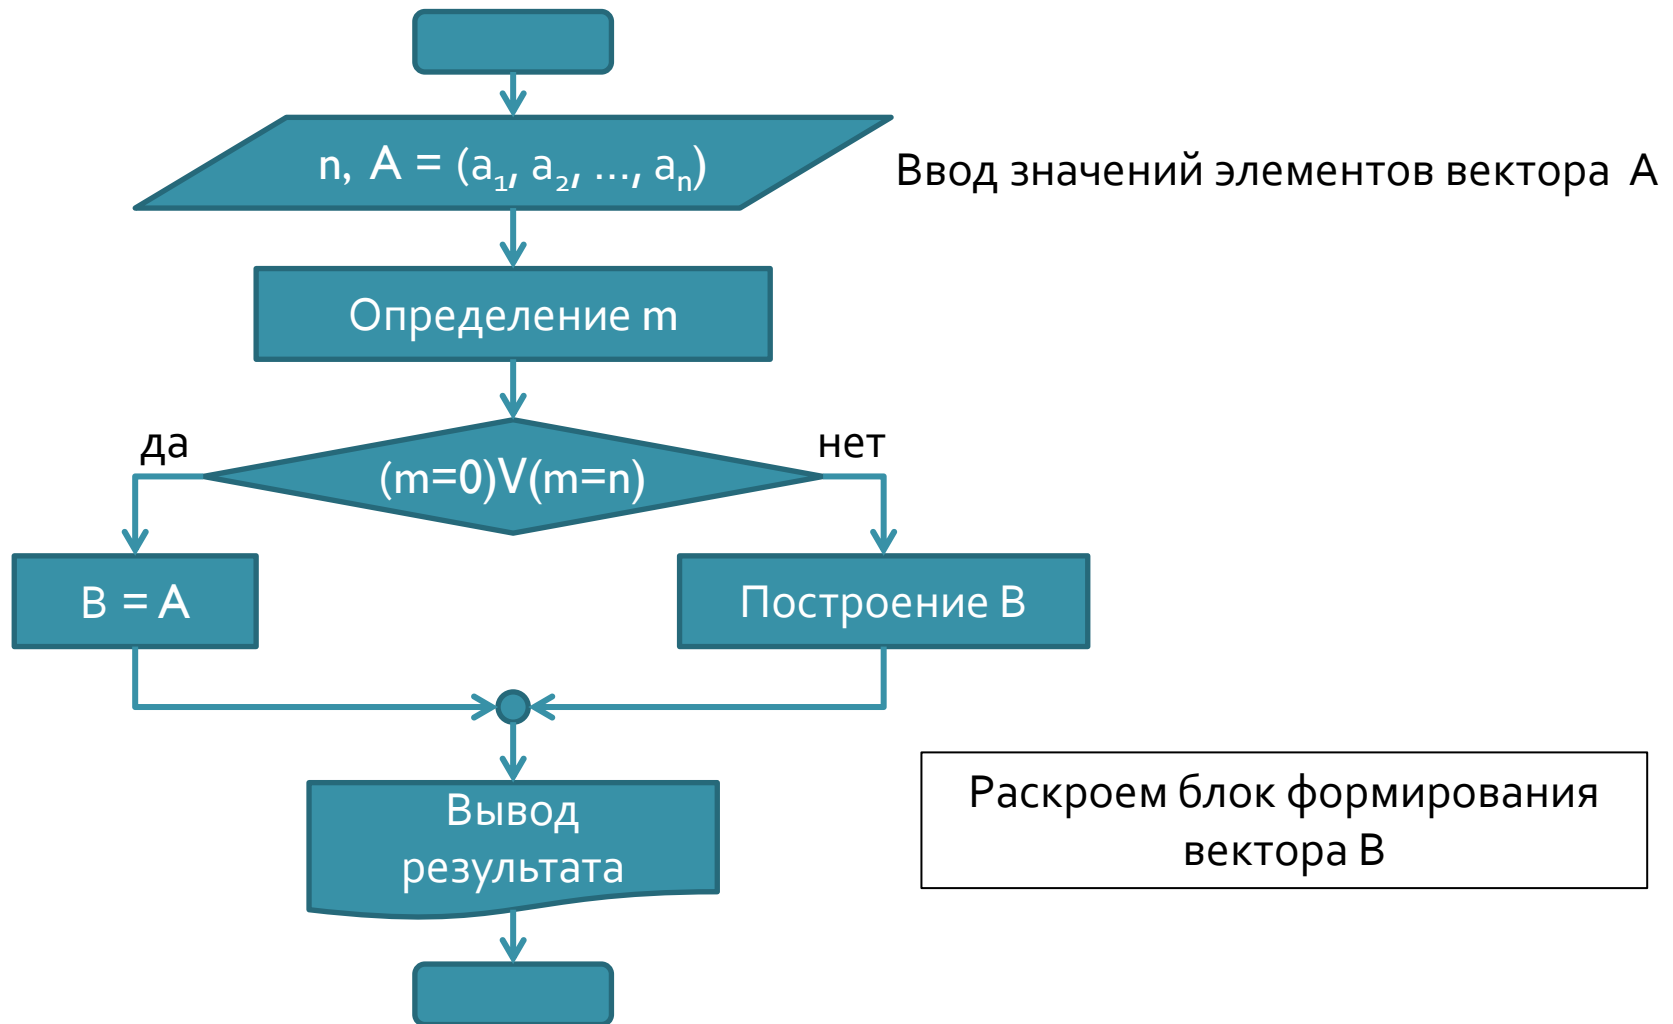 n, A = (a₁, a₂, ..., aₙ)
Ввод значений элементов вектора А
Определение m
да
нет
(m=0)V(m=n)
B = A
Построение В
Вывод
результата
Раскроем блок формирования
вектора В